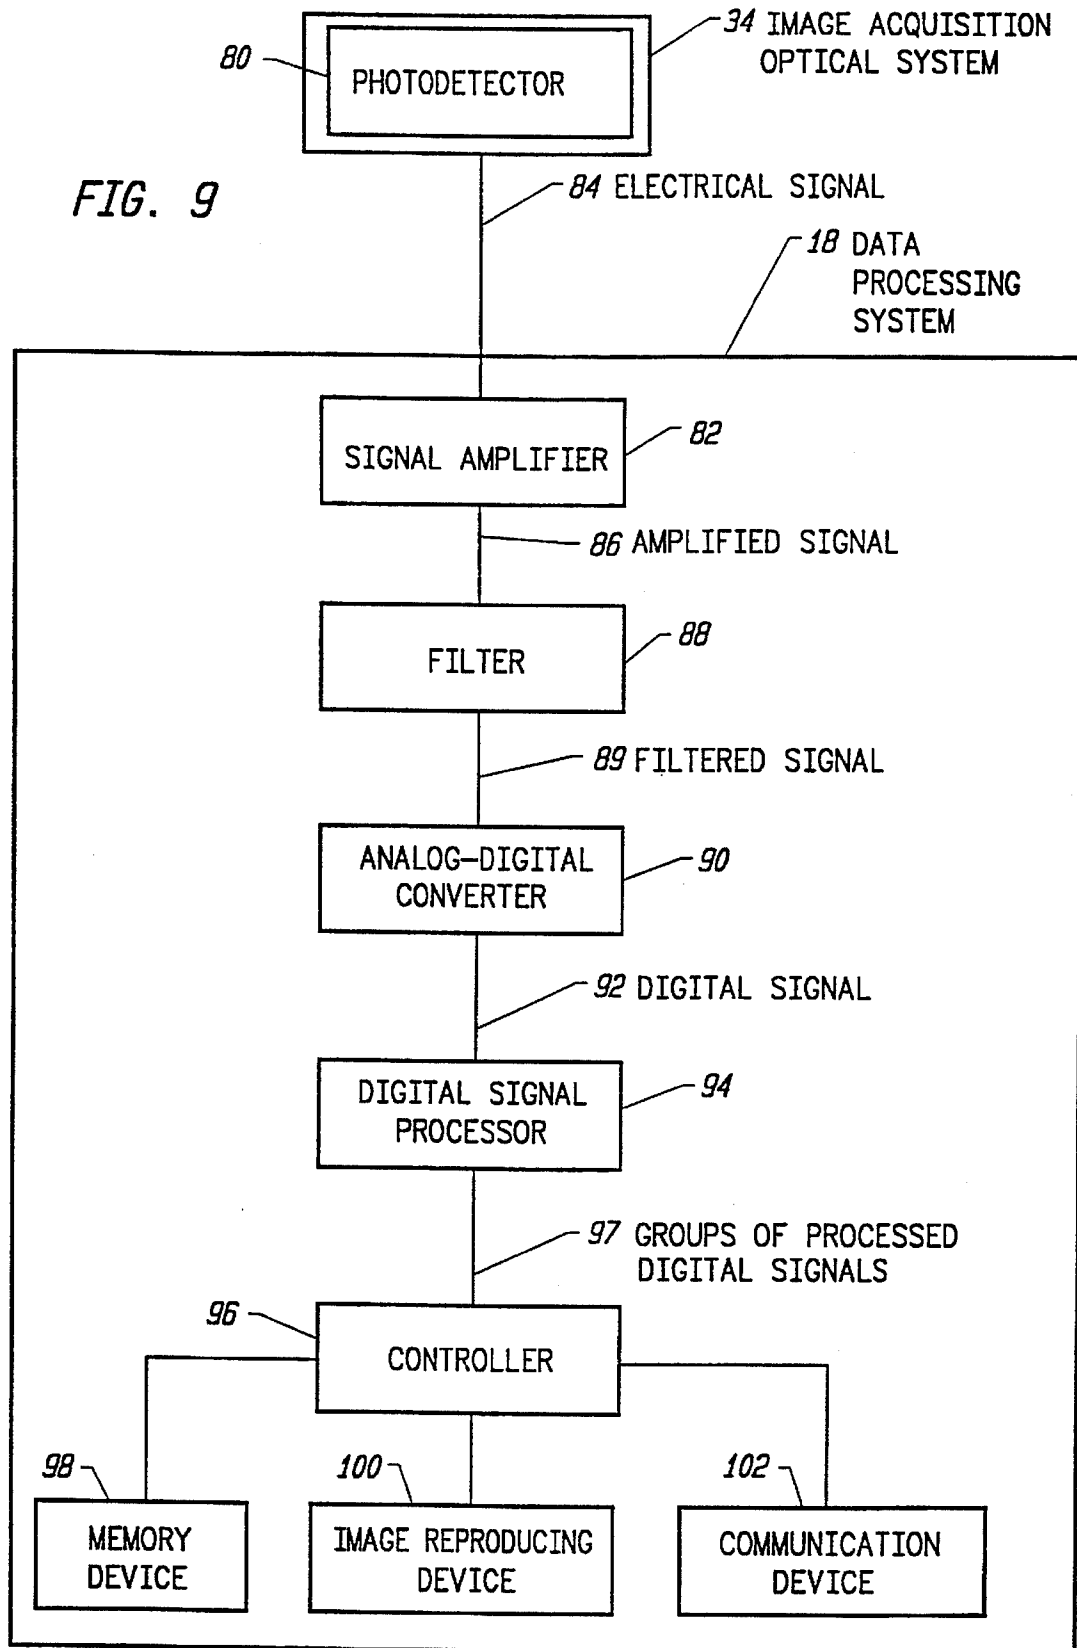 34 IMAGE ACQUISITION
OPTICAL SYSTEM
80
PHOTODETECTOR
FIG. 9
84 ELECTRICAL SIGNAL
18 DATA
PROCESSING
SYSTEM
82
SIGNAL AMPLIFIER
86 AMPLIFIED SIGNAL
88
FILTER
89 FILTERED SIGNAL
ANALOG-DIGITAL
CONVERTER
90
92 DIGITAL SIGNAL
DIGITAL SIGNAL
PROCESSOR
94
97 GROUPS OF PROCESSED
DIGITAL SIGNALS
96
CONTROLLER
98
100
102
MEMORY
DEVICE
IMAGE REPRODUCING
DEVICE
COMMUNICATION
DEVICE